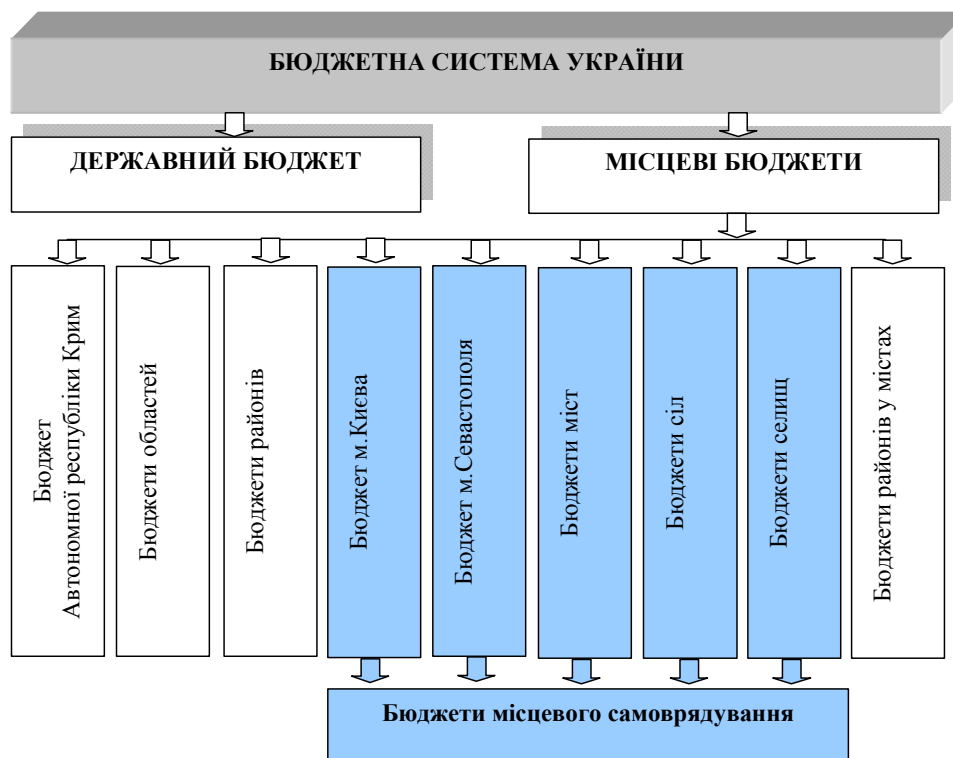 БЮДЖЕТНА СИСТЕМА УКРАЇНИ
ДЕРЖАВНИЙ БЮДЖЕТ
МІСЦЕВІ БЮДЖЕТИ
Бюджет
Автономної республіки Крим
Бюджети областей
Бюджети районів
Бюджет м.Києва
Бюджет м.Севастополя
Бюджети міст
Бюджети сіл
Бюджети селищ
Бюджети районів у містах
Бюджети місцевого самоврядування